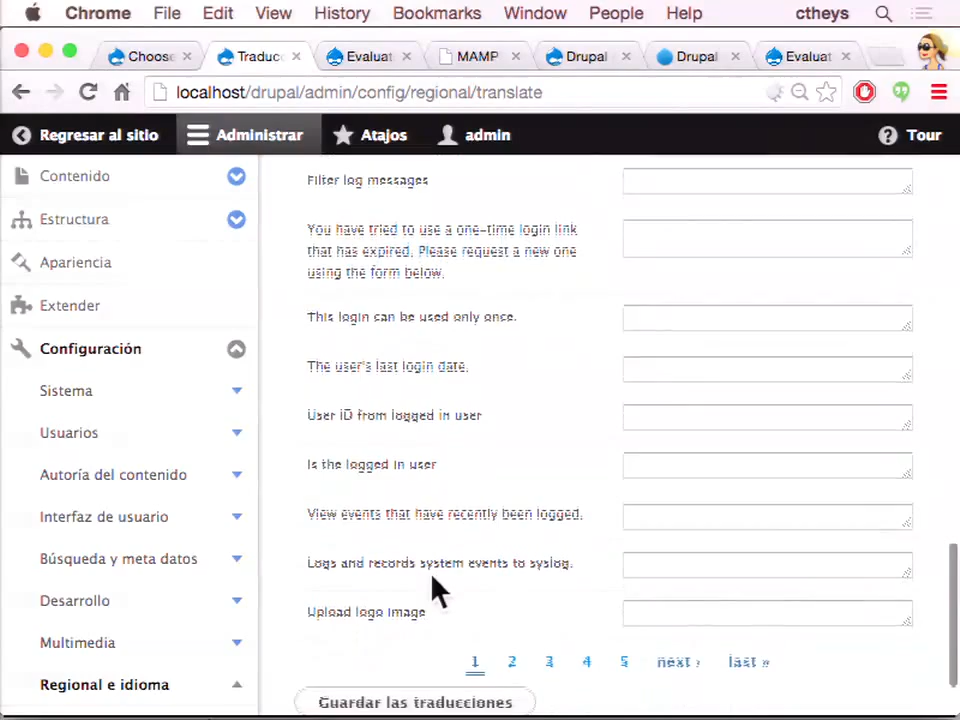 Chrome File Edit View History Bookmarks Window People Help ctheys
Choose Traduc Evaluat MAMP Drupal Drupal Evaluat
localhost/drupal/admin/config/regional/translate
Regresar al sitio Administrar Atajos admin Tour
Contenido
Estructura
Apariencia
Extender
Configuración
Sistema
Usuarios
Autoría del contenido
Interfaz de usuario
Búsqueda y meta datos
Desarrollo
Multimedia
Regional e idioma
Filter log messages
You have tried to use a one-time login link
that has expired. Please request a new one
using the form below.
This login can be used only once.
The user's last login date.
User ID from logged in user
Is the logged in user
View events that have recently been logged.
Logs and records system events to syslog.
Upload logo image
1 2 3 4 5 next › last »
Guardar las traducciones